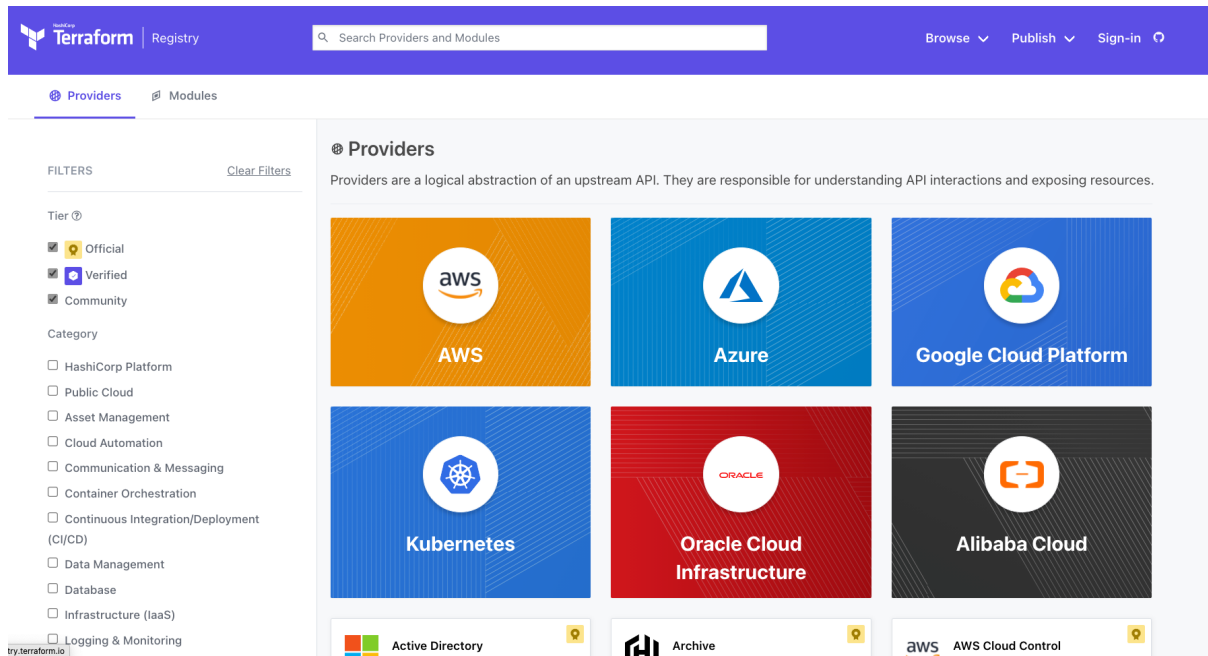 HashiCorp
Terraform
Registry
Search Providers and Modules
Browse
Publish
Sign-in
Providers
Modules
FILTERS
Clear Filters
Tier
Official
Verified
Community
Category
HashiCorp Platform
Public Cloud
Asset Management
Cloud Automation
Communication & Messaging
Container Orchestration
Continuous Integration/Deployment
(CI/CD)
Data Management
Database
Infrastructure (IaaS)
Logging & Monitoring
try.terraform.io
Providers
Providers are a logical abstraction of an upstream API. They are responsible for understanding API interactions and exposing resources.
aws
AWS
Azure
Google Cloud Platform
Kubernetes
ORACLE
Oracle Cloud
Infrastructure
Alibaba Cloud
Active Directory
Archive
aws
AWS Cloud Control